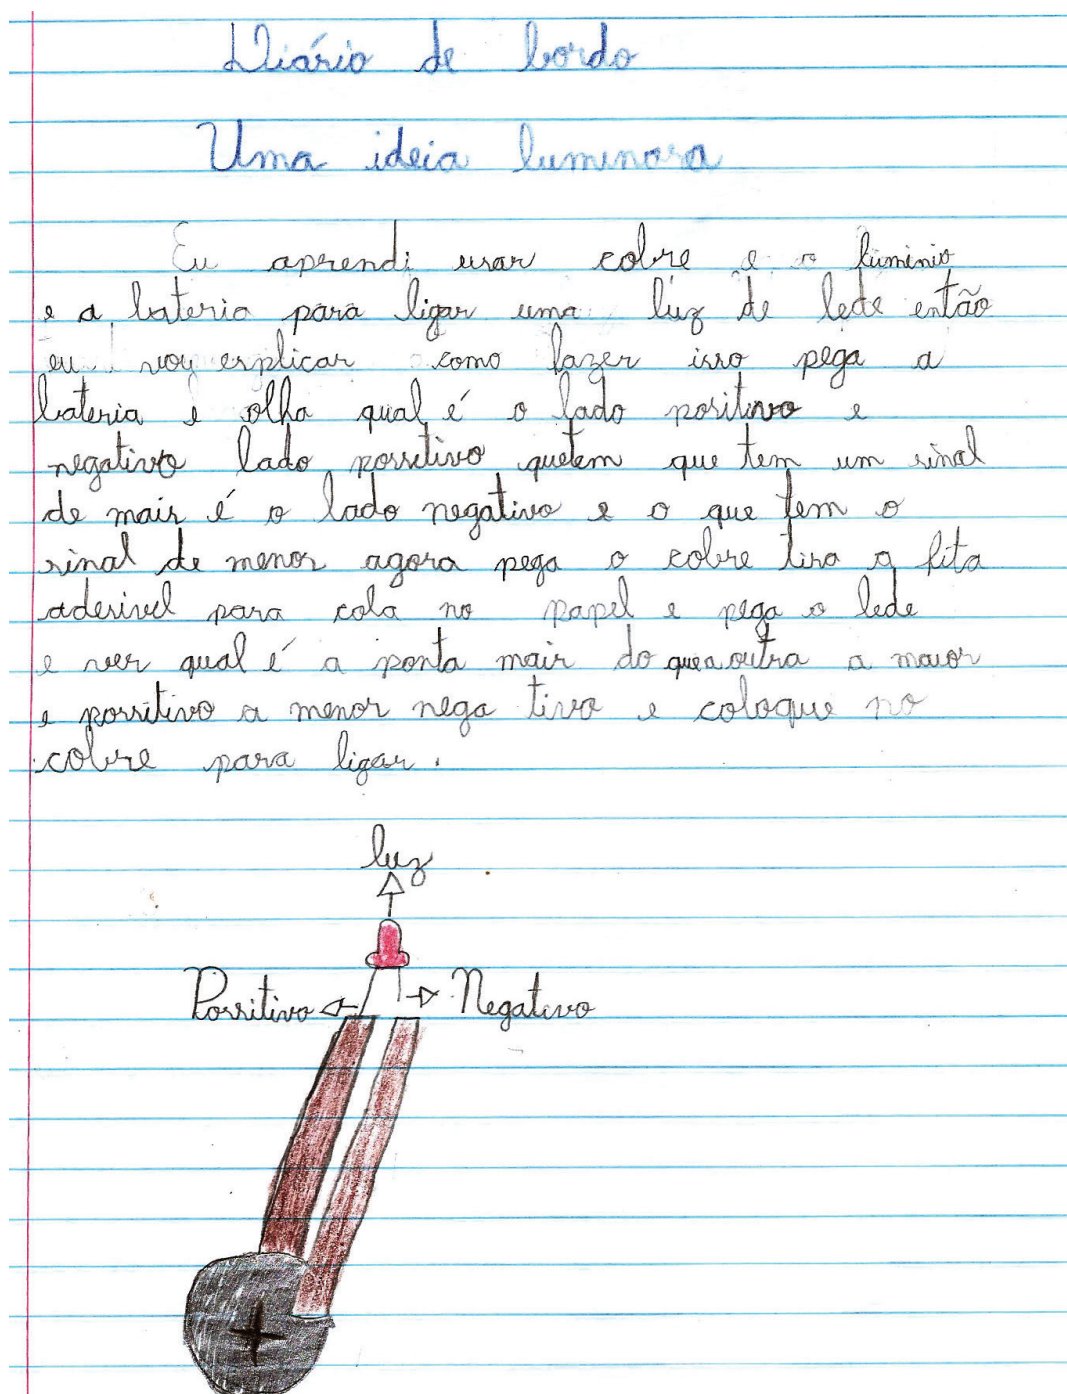 Diário de bordo
Uma ideia luminosa
Eu aprendi usar cobre e o lumínio
e a bateria para ligar uma luz de lede então
eu vou esplicar como fazer isso pega a
bateria e olha qual é o lado positivo e
negativo lado possitivo quetem que tem um sinal
de mais é o lado negativo e o que tem o
sinal de menos agora pega o cobre tira a fita
aderivel para cola no papel e pega o lede
e ver qual é a ponta mais do que a outra a maior
e possitivo a menor nega tivo e coloque no
cobre para ligar.
luz
Possitivo Negativo
+